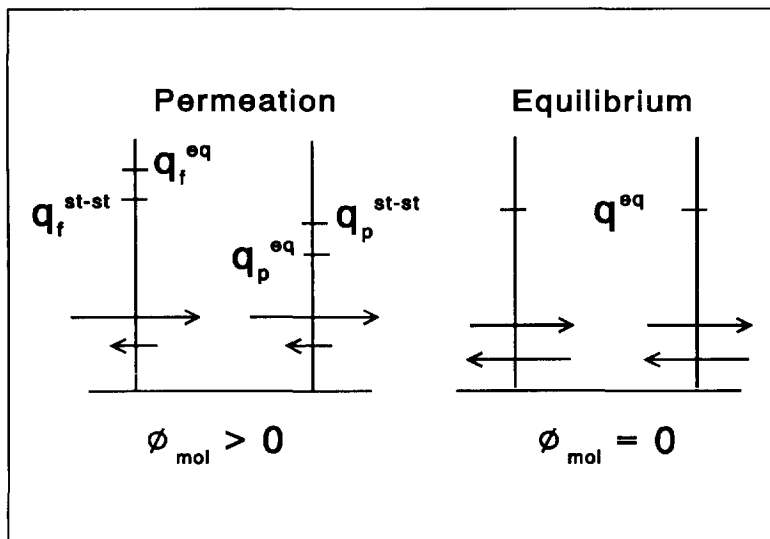 Permeation
Equilibrium
q_f^eq
q_f^st-st
q_p^st-st
q_p^eq
q^eq
ø_mol > 0
ø_mol = 0